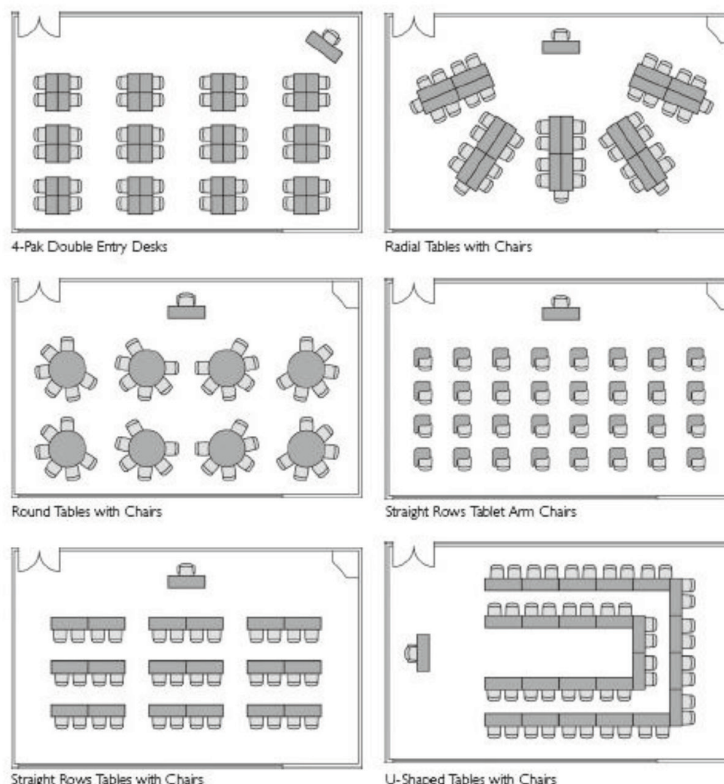 4-Pak Double Entry Desks
Radial Tables with Chairs
Round Tables with Chairs
Straight Rows Tablet Arm Chairs
Straight Rows Tables with Chairs
U-Shaped Tables with Chairs